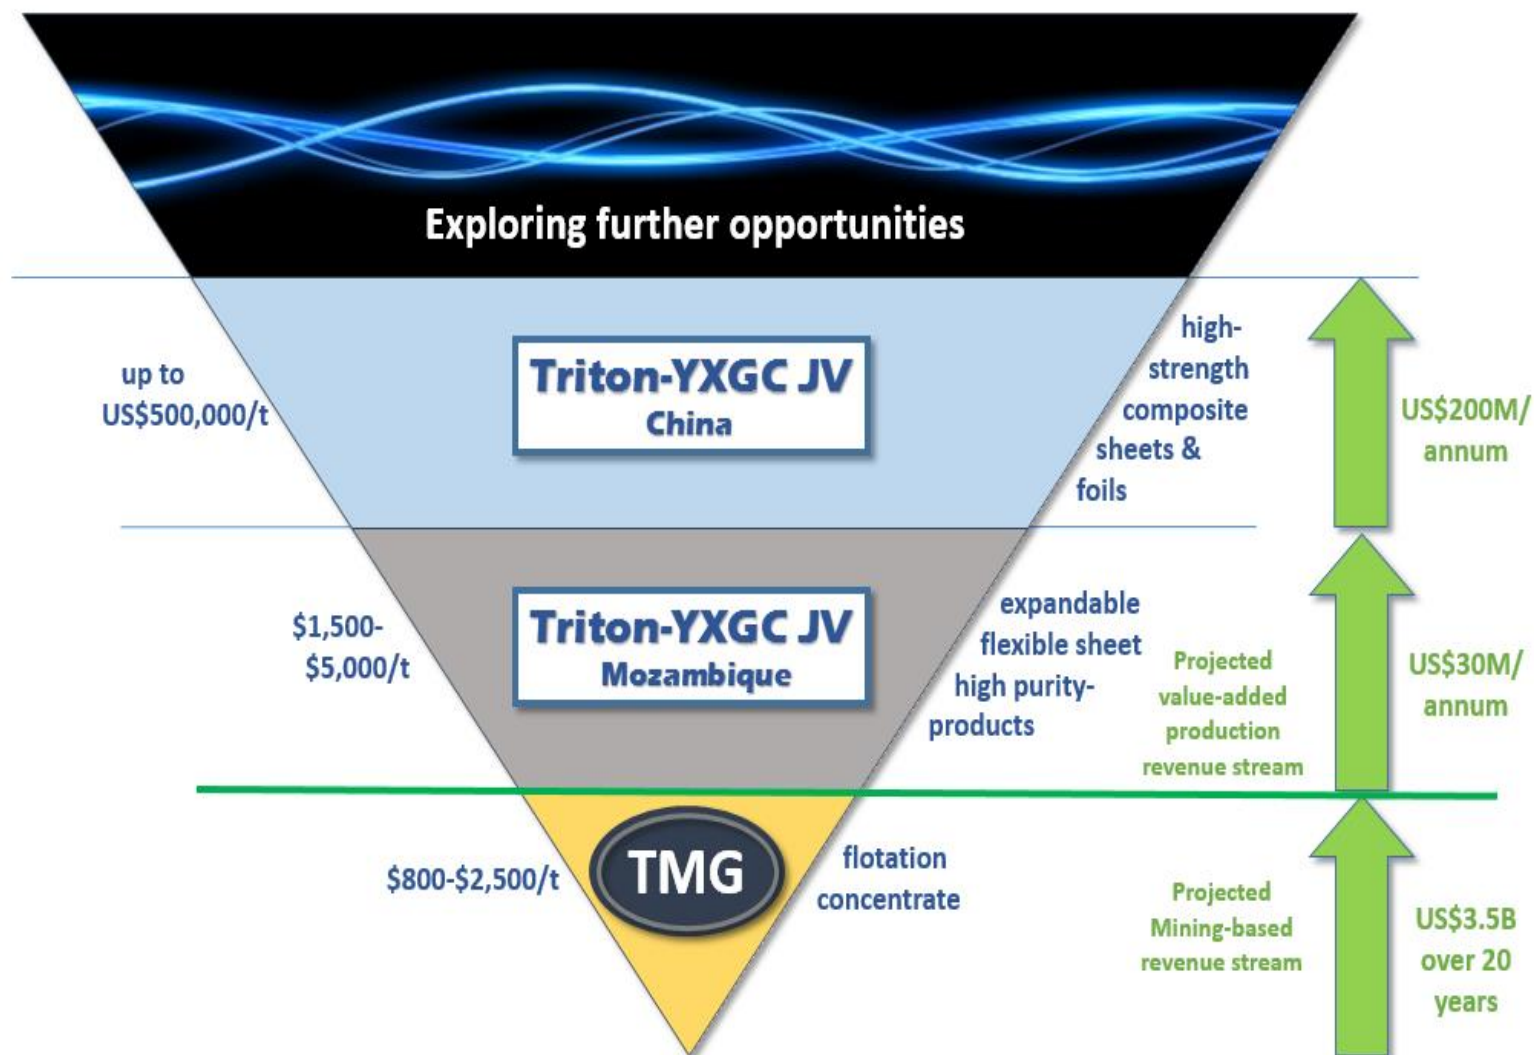 Exploring further opportunities
up to
US$500,000/t
Triton-YXGC JV
China
high-
strength
composite
sheets &
foils
US$200M/
annum
$1,500-
$5,000/t
Triton-YXGC JV
Mozambique
expandable
flexible sheet
high purity-
products
Projected
value-added
production
revenue stream
US$30M/
annum
$800-$2,500/t
TMG
flotation
concentrate
Projected
Mining-based
revenue stream
US$3.5B
over 20
years